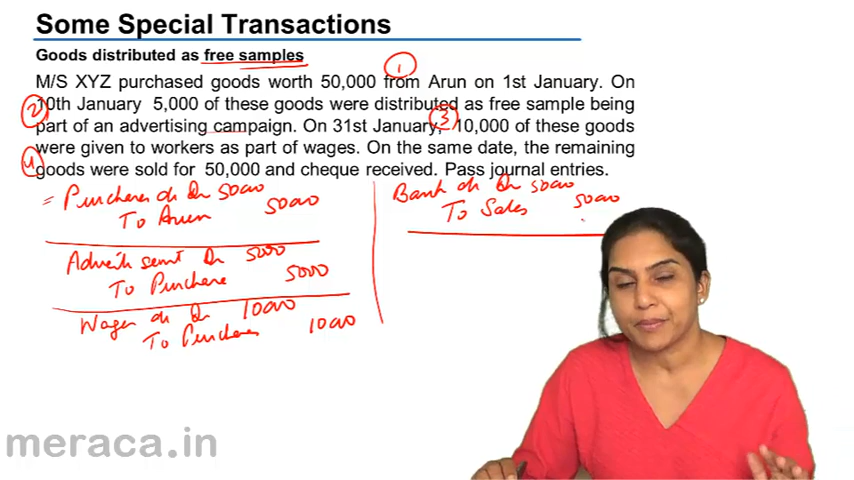 Some Special Transactions
Goods distributed as free samples
1
M/S XYZ purchased goods worth 50,000 from Arun on 1st January. On
2
10th January 5,000 of these goods were distributed as free sample being
3
part of an advertising campaign. On 31st January, 10,000 of these goods
were given to workers as part of wages. On the same date, the remaining
4
goods were sold for 50,000 and cheque received. Pass journal entries.
= Purchases a/c Dr 50000
To Arun 50000
Dr 5000
To Purchase 5000
Wages a/c Dr 10000
To Purchases 10000
Bank a/c Dr 50000
To Sales 50000
meraca.in